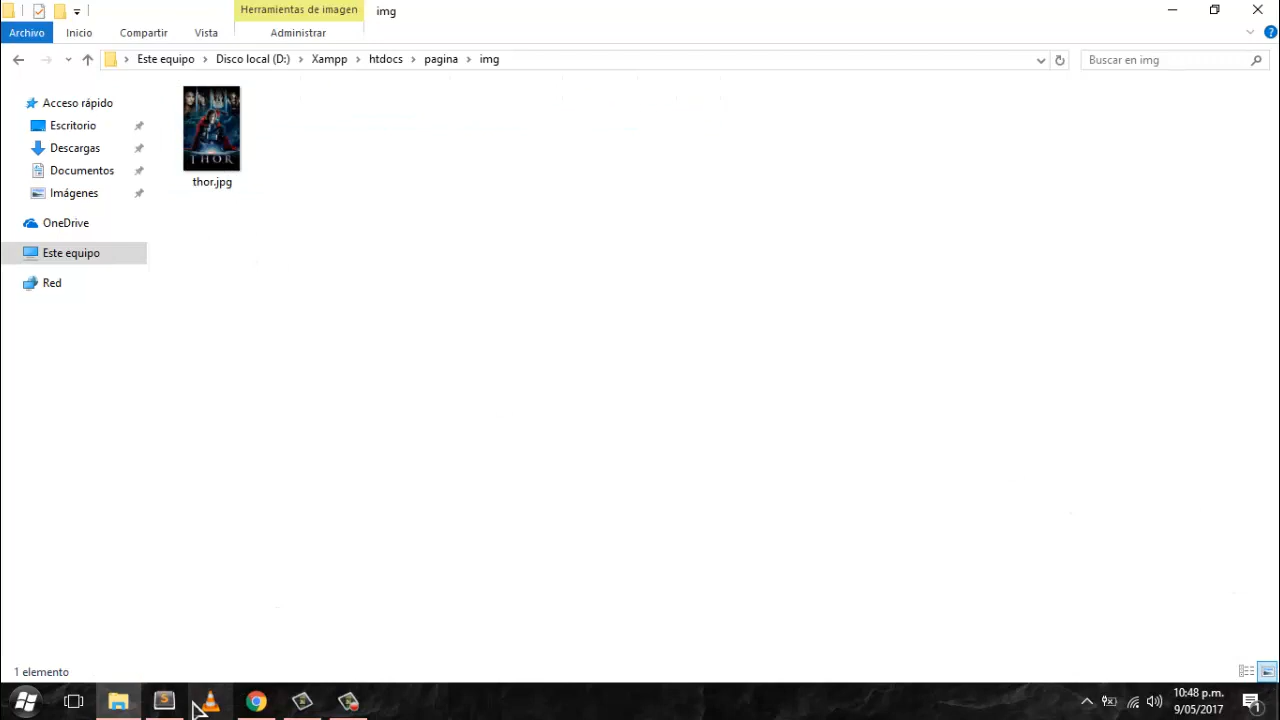 Herramientas de imagen
img
Archivo
Inicio
Compartir
Vista
Administrar
Este equipo
Disco local (D:)
Xampp
htdocs
pagina
img
Buscar en img
Acceso rápido
Escritorio
Descargas
Documentos
Imágenes
OneDrive
Este equipo
Red
THOR
thor.jpg
1 elemento
10:48 p.m.
9/05/2017
1